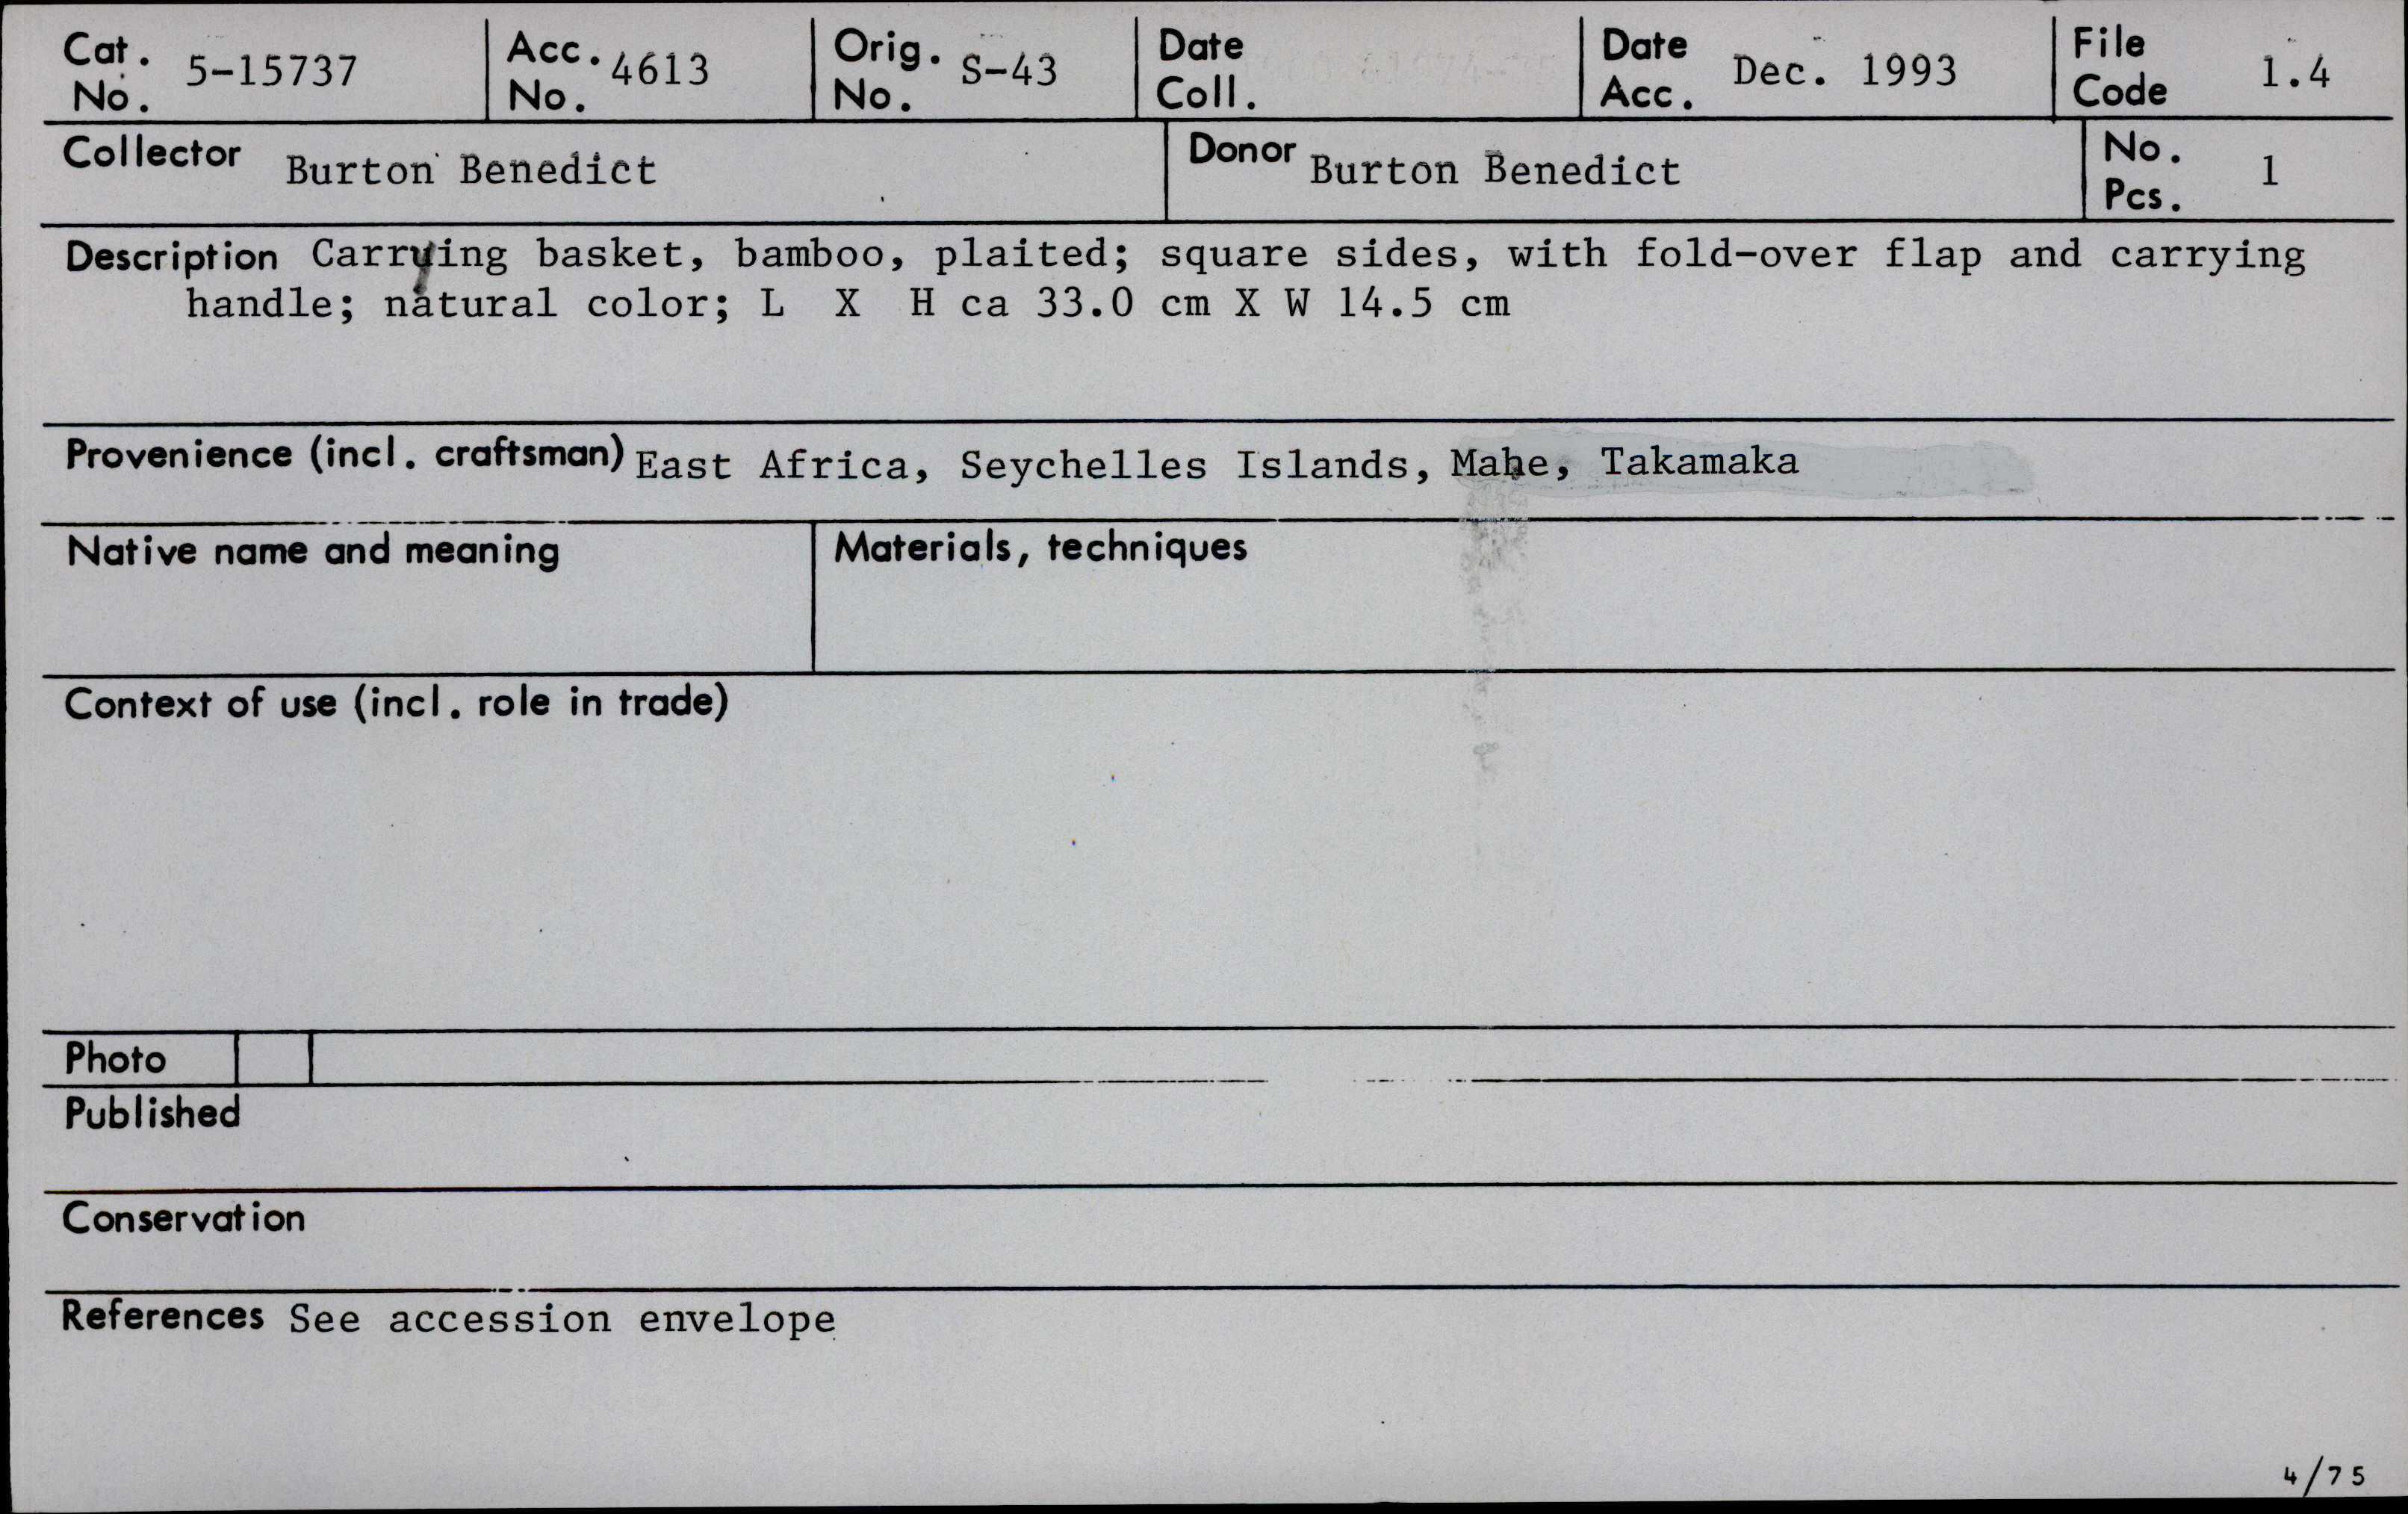 Cat. No. 5-15737 Acc. No. 4613 Orig. No. S-43 Date Coll. Date Acc. Dec. 1993 File Code 1.4
Collector Burton Benedict Donor Burton Benedict No. Pcs. 1
Description Carrying basket, bamboo, plaited; square sides, with fold-over flap and carrying
handle; natural color; L X H ca 33.0 cm X W 14.5 cm
Provenience (incl. craftsman) East Africa, Seychelles Islands, Mahe, Takamaka
Native name and meaning Materials, techniques
Context of use (incl. role in trade)
Photo
Published
Conservation
References See accession envelope
4/75